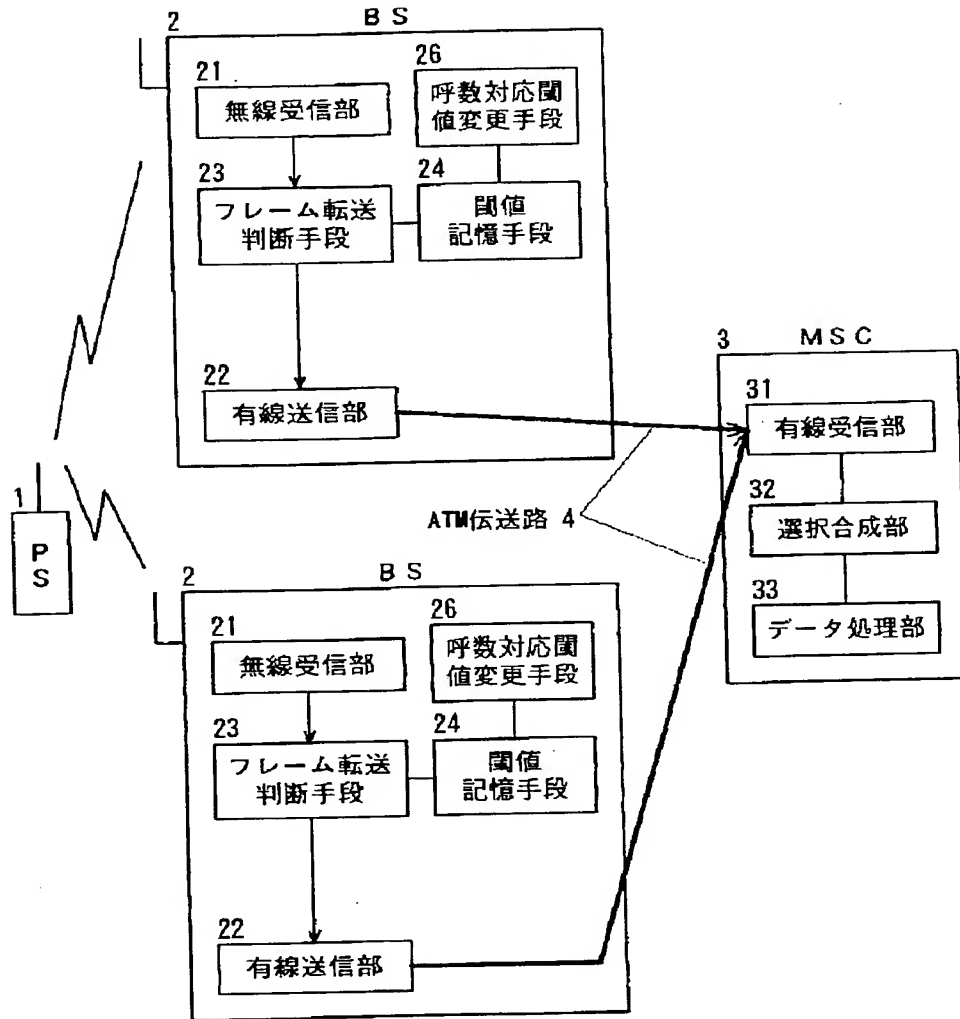 2
BS
21
無線受信部
26
呼数対応閾
値変更手段
23
フレーム転送
判断手段
24
閾値
記憶手段
22
有線送信部
3
MSC
31
有線受信部
32
選択合成部
33
データ処理部
ATM伝送路 4
1
PS
2
BS
21
無線受信部
26
呼数対応閾
値変更手段
23
フレーム転送
判断手段
24
閾値
記憶手段
22
有線送信部